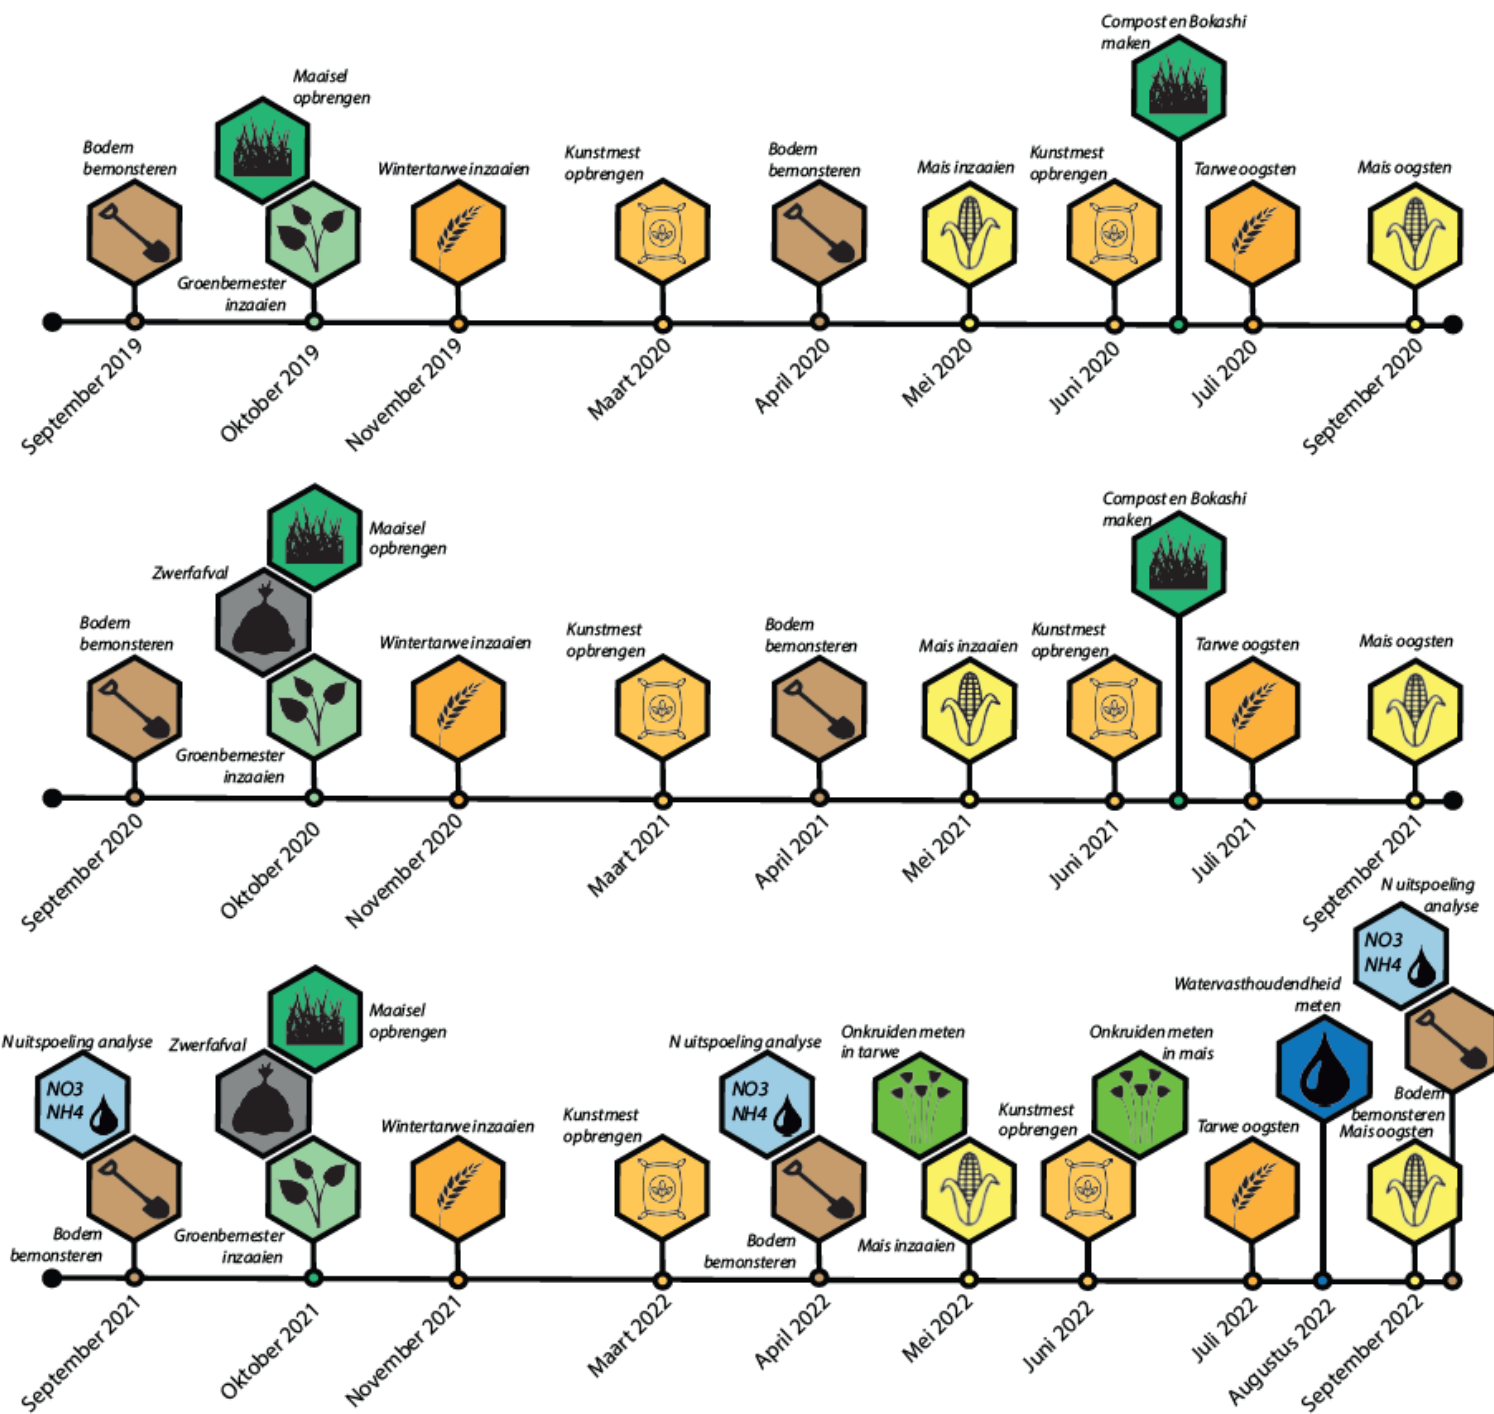 Compost en Bokashi
maken
Maaisel
opbrengen
Bodem
bemonsteren
Groenbemester
inzaaien
Wintertarwe inzaaien
Kunstmest
opbrengen
Bodem
bemonsteren
Mais inzaaien
Kunstmest
opbrengen
Tarwe oogsten
Mais oogsten
September 2019
Oktober 2019
November 2019
Maart 2020
April 2020
Mei 2020
Juni 2020
Juli 2020
September 2020
Compost en Bokashi
maken
Maaisel
opbrengen
Zwerfafval
Bodem
bemonsteren
Groenbemester
inzaaien
Wintertarwe inzaaien
Kunstmest
opbrengen
Bodem
bemonsteren
Mais inzaaien
Kunstmest
opbrengen
Tarwe oogsten
Mais oogsten
September 2020
Oktober 2020
November 2020
Maart 2021
April 2021
Mei 2021
Juni 2021
Juli 2021
September 2021
N uitspoeling
analyse
NO3
NH4
Watervasthoudendheid
meten
Maaisel
opbrengen
N uitspoeling analyse
NO3
NH4
Zwerfafval
Bodem
bemonsteren
Groenbemester
inzaaien
Wintertarwe inzaaien
Kunstmest
opbrengen
N uitspoeling analyse
NO3
NH4
Bodem
bemonsteren
Onkruiden meten
in tarwe
Mais inzaaien
Kunstmest
opbrengen
Onkruiden meten
in mais
Tarwe oogsten
Bodem
bemonsteren
Mais oogsten
September 2021
Oktober 2021
November 2021
Maart 2022
April 2022
Mei 2022
Juni 2022
Juli 2022
Augustus 2022
September 2022